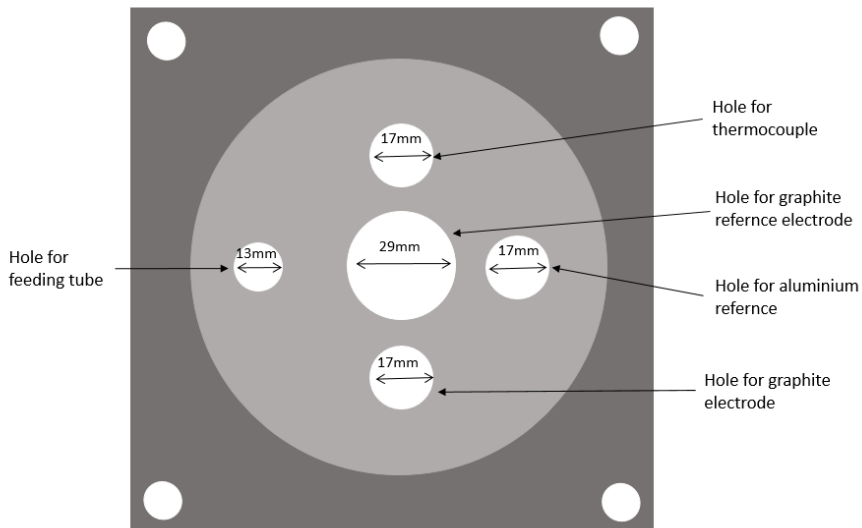 Hole for
thermocouple
17mm
Hole for graphite
refernce electrode
Hole for
feeding tube
13mm
29mm
17mm
Hole for aluminium
refernce
17mm
Hole for graphite
electrode